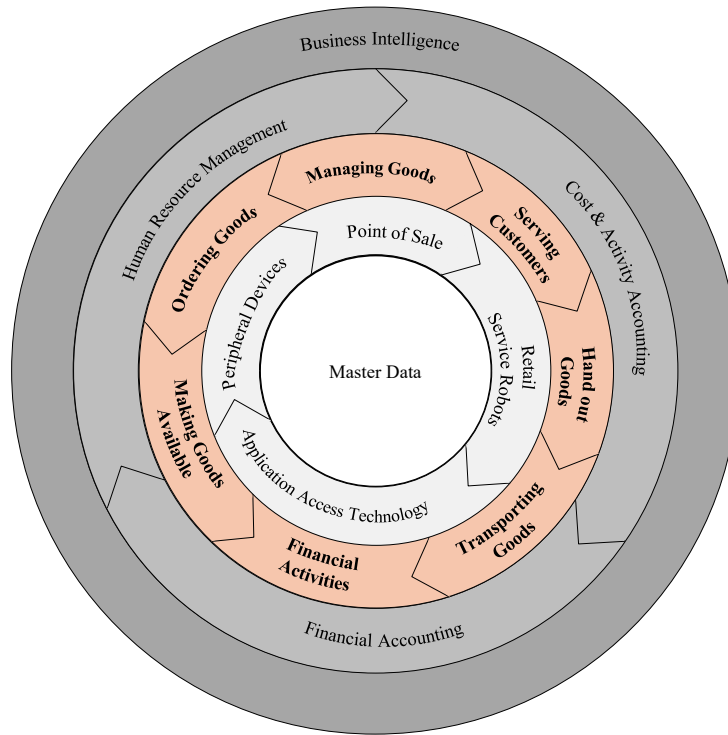 Business Intelligence
Human Resource Management
Cost & Activity Accounting
Financial Accounting
Managing Goods
Serving
Customers
Hand out
Goods
Transporting
Goods
Financial
Activities
Making Goods
Available
Ordering Goods
Point of Sale
Retail
Service Robots
Application Access Technology
Peripheral Devices
Master Data